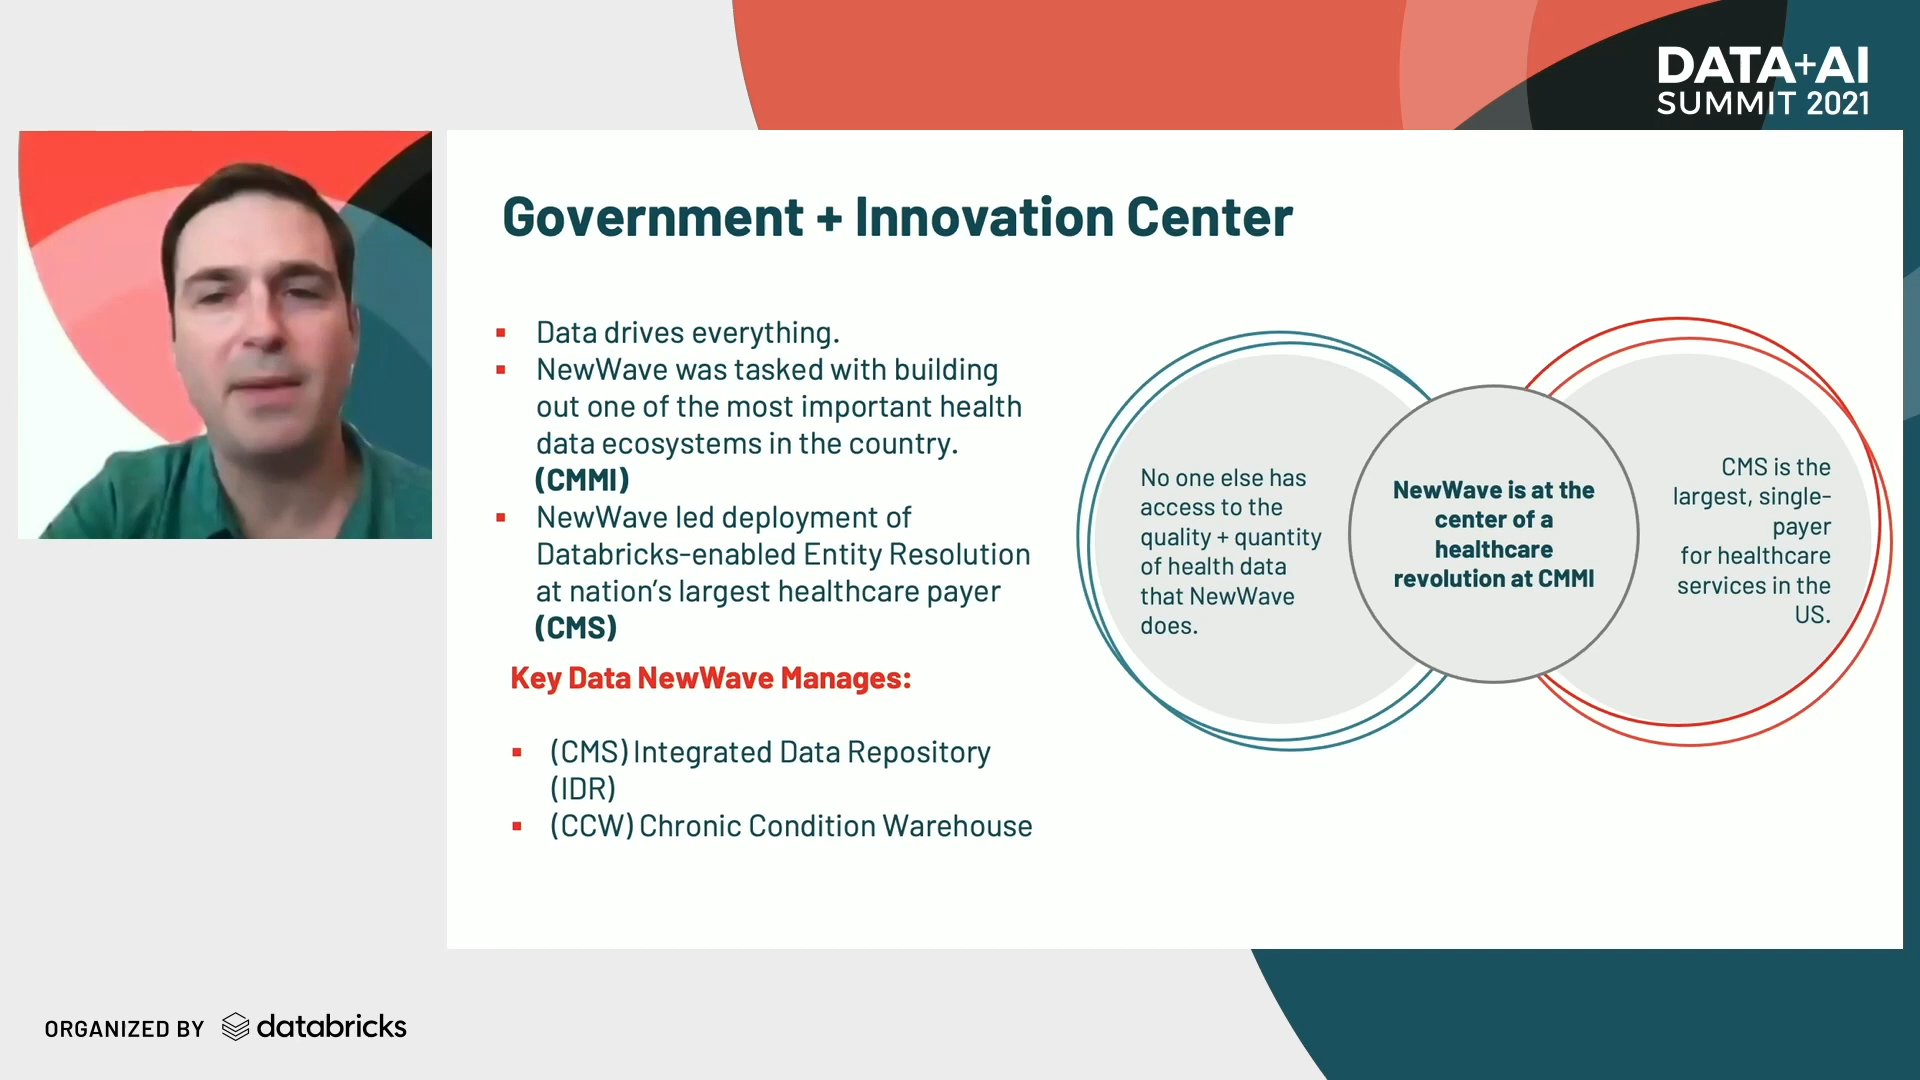 DATA+AI
SUMMIT 2021
Government + Innovation Center
Data drives everything.
NewWave was tasked with building
out one of the most important health
data ecosystems in the country.
(CMMI)
NewWave led deployment of
Databricks-enabled Entity Resolution
at nation's largest healthcare payer
(CMS)
Key Data NewWave Manages:
(CMS) Integrated Data Repository
(IDR)
(CCW) Chronic Condition Warehouse
No one else has
access to the
quality + quantity
of health data
that NewWave
does.
NewWave is at the
center of a
healthcare
revolution at CMMI
CMS is the
largest, single-
payer
for healthcare
services in the
US.
ORGANIZED BY databricks